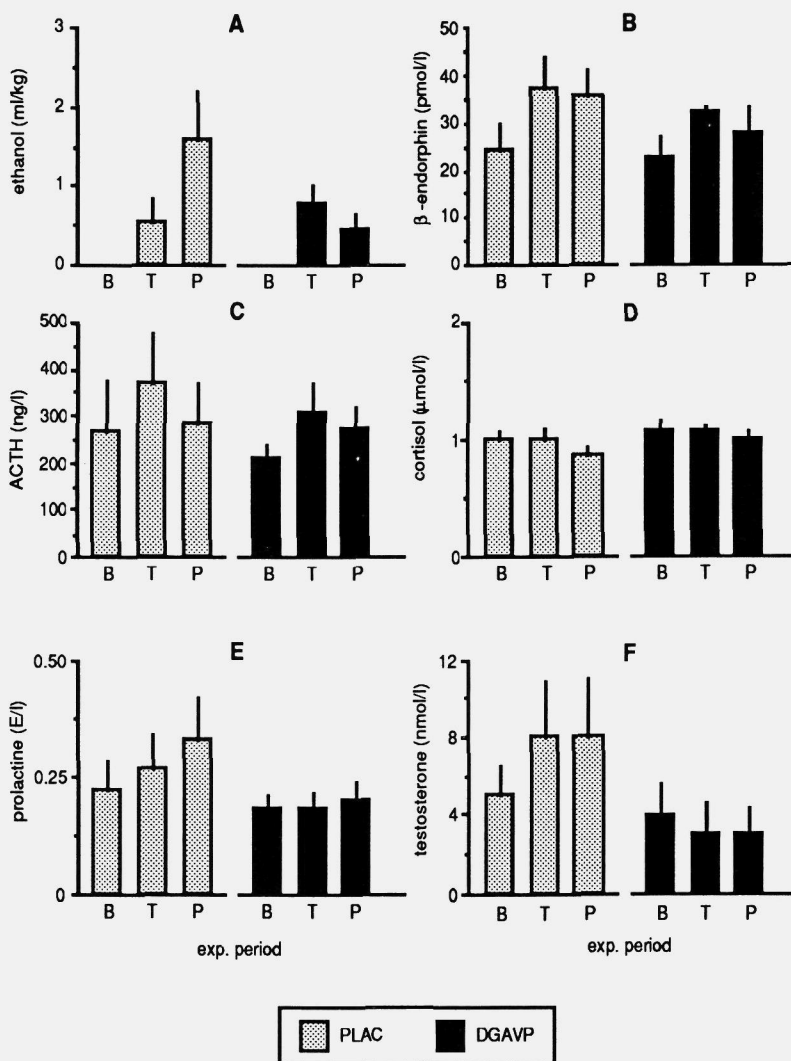 A
ethanol (ml/kg)
3
2
1
0
B T P B T P
B
β -endorphin (pmol/l)
50
40
30
20
10
0
B T P B T P
C
ACTH (ng/l)
500
400
300
200
100
0
B T P B T P
D
cortisol (μmol/l)
2
1
0
B T P B T P
E
prolactine (E/l)
0.50
0.25
0
B T P B T P
exp. period
F
testosterone (nmol/l)
12
8
4
0
B T P B T P
exp. period
PLAC DGAVP